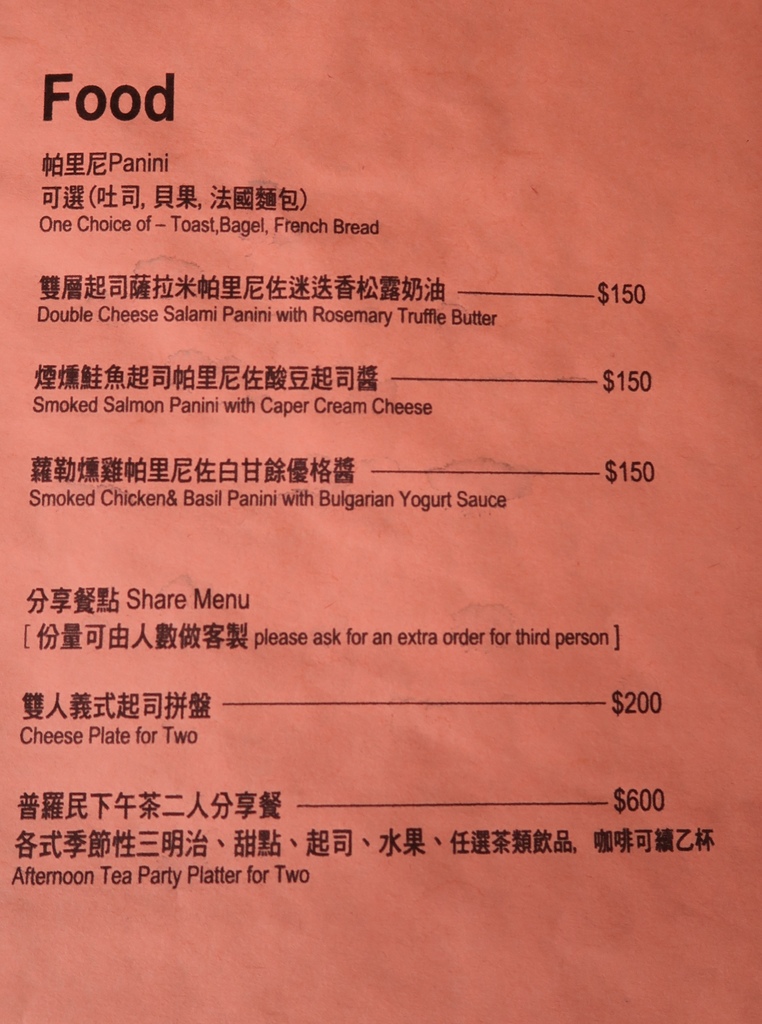 Food
帕里尼Panini
可選(吐司, 貝果, 法國麵包)
One Choice of – Toast,Bagel, French Bread
雙層起司薩拉米帕里尼佐迷迭香松露奶油 $150
Double Cheese Salami Panini with Rosemary Truffle Butter
煙燻鮭魚起司帕里尼佐酸豆起司醬 $150
Smoked Salmon Panini with Caper Cream Cheese
蘿勒燻雞帕里尼佐白甘餘優格醬 $150
Smoked Chicken& Basil Panini with Bulgarian Yogurt Sauce
分享餐點 Share Menu
[ 份量可由人數做客製 please ask for an extra order for third person ]
雙人義式起司拼盤 $200
Cheese Plate for Two
普羅民下午茶二人分享餐 $600
各式季節性三明治、甜點、起司、水果、任選茶類飲品, 咖啡可續乙杯
Afternoon Tea Party Platter for Two